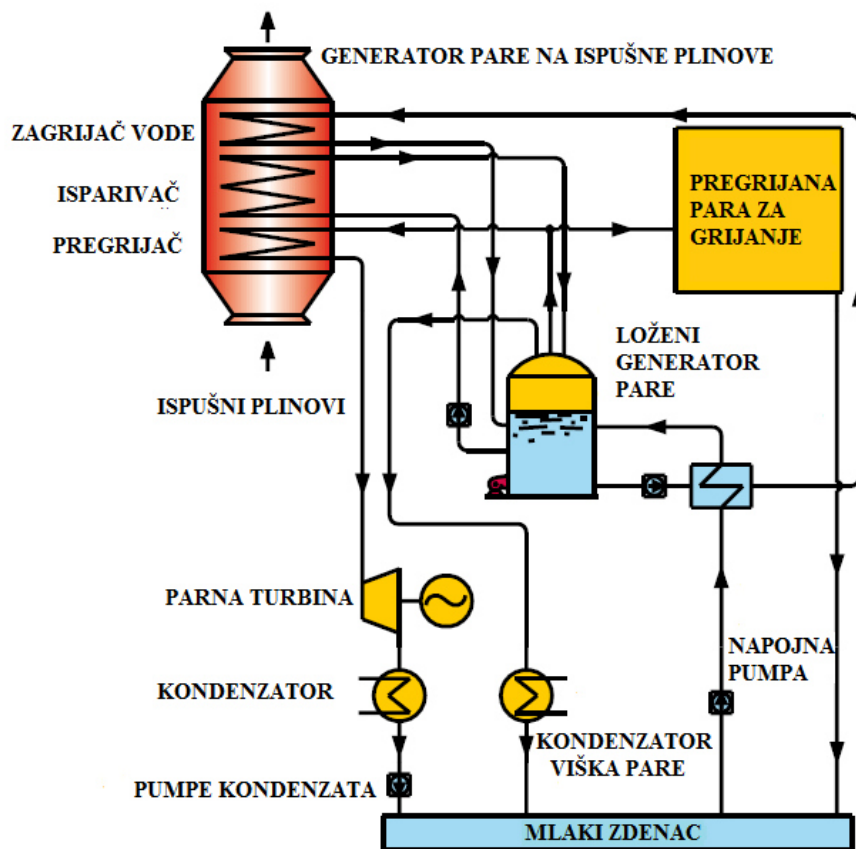 GENERATOR PARE NA ISPUŠNE PLINOVE
ZAGRIJAČ VODE
ISPARIVAČ
PREGRIJAČ
PREGRIJANA
PARA ZA
GRIJANJE
LOŽENI
GENERATOR
PARE
ISPUŠNI PLINOVI
PARNA TURBINA
NAPOJNA
PUMPA
KONDENZATOR
KONDENZATOR
VIŠKA PARE
PUMPE KONDENZATA
MLAKI ZDENAC